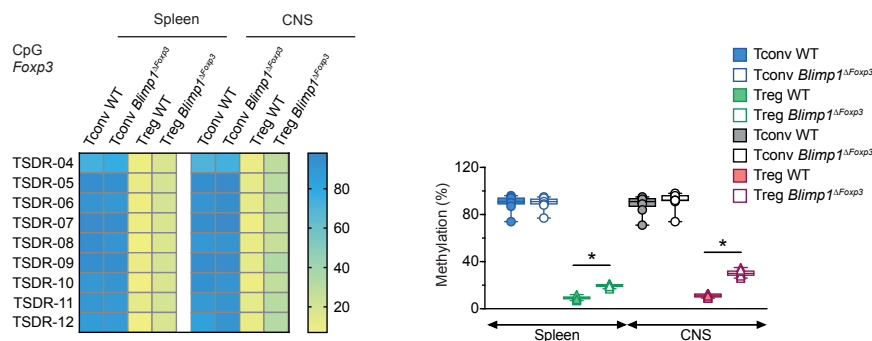 Spleen
CNS
CpG
Foxp3
Tconv WT
Tconv Blimp1ΔFoxp3
Treg WT
Treg Blimp1ΔFoxp3
Tconv WT
Tconv Blimp1ΔFoxp3
Treg WT
Treg Blimp1ΔFoxp3
TSDR-04
TSDR-05
TSDR-06
TSDR-07
TSDR-08
TSDR-09
TSDR-10
TSDR-11
TSDR-12
80
60
40
20
Tconv WT
Tconv Blimp1ΔFoxp3
Treg WT
Treg Blimp1ΔFoxp3
Tconv WT
Tconv Blimp1ΔFoxp3
Treg WT
Treg Blimp1ΔFoxp3
Methylation (%)
120
80
40
0
*
*
Spleen
CNS